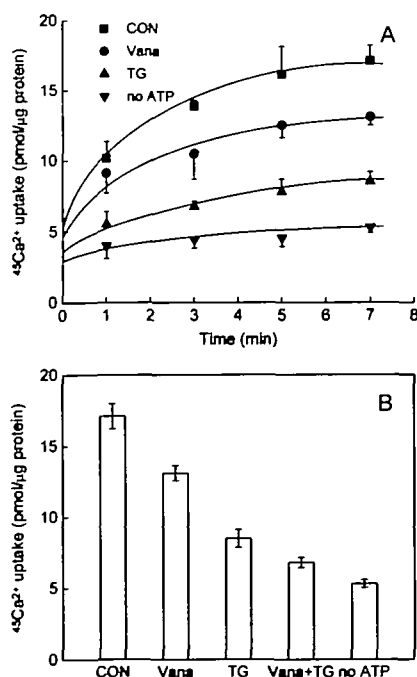 A
CON
Vana
TG
no ATP
⁴⁵Ca²⁺ uptake (pmol/µg protein)
20
15
10
5
0
0 1 2 3 4 5 6 7 8
Time (min)
B
⁴⁵Ca²⁺ uptake (pmol/µg protein)
20
15
10
5
0
CON Vana TG Vana+TG no ATP